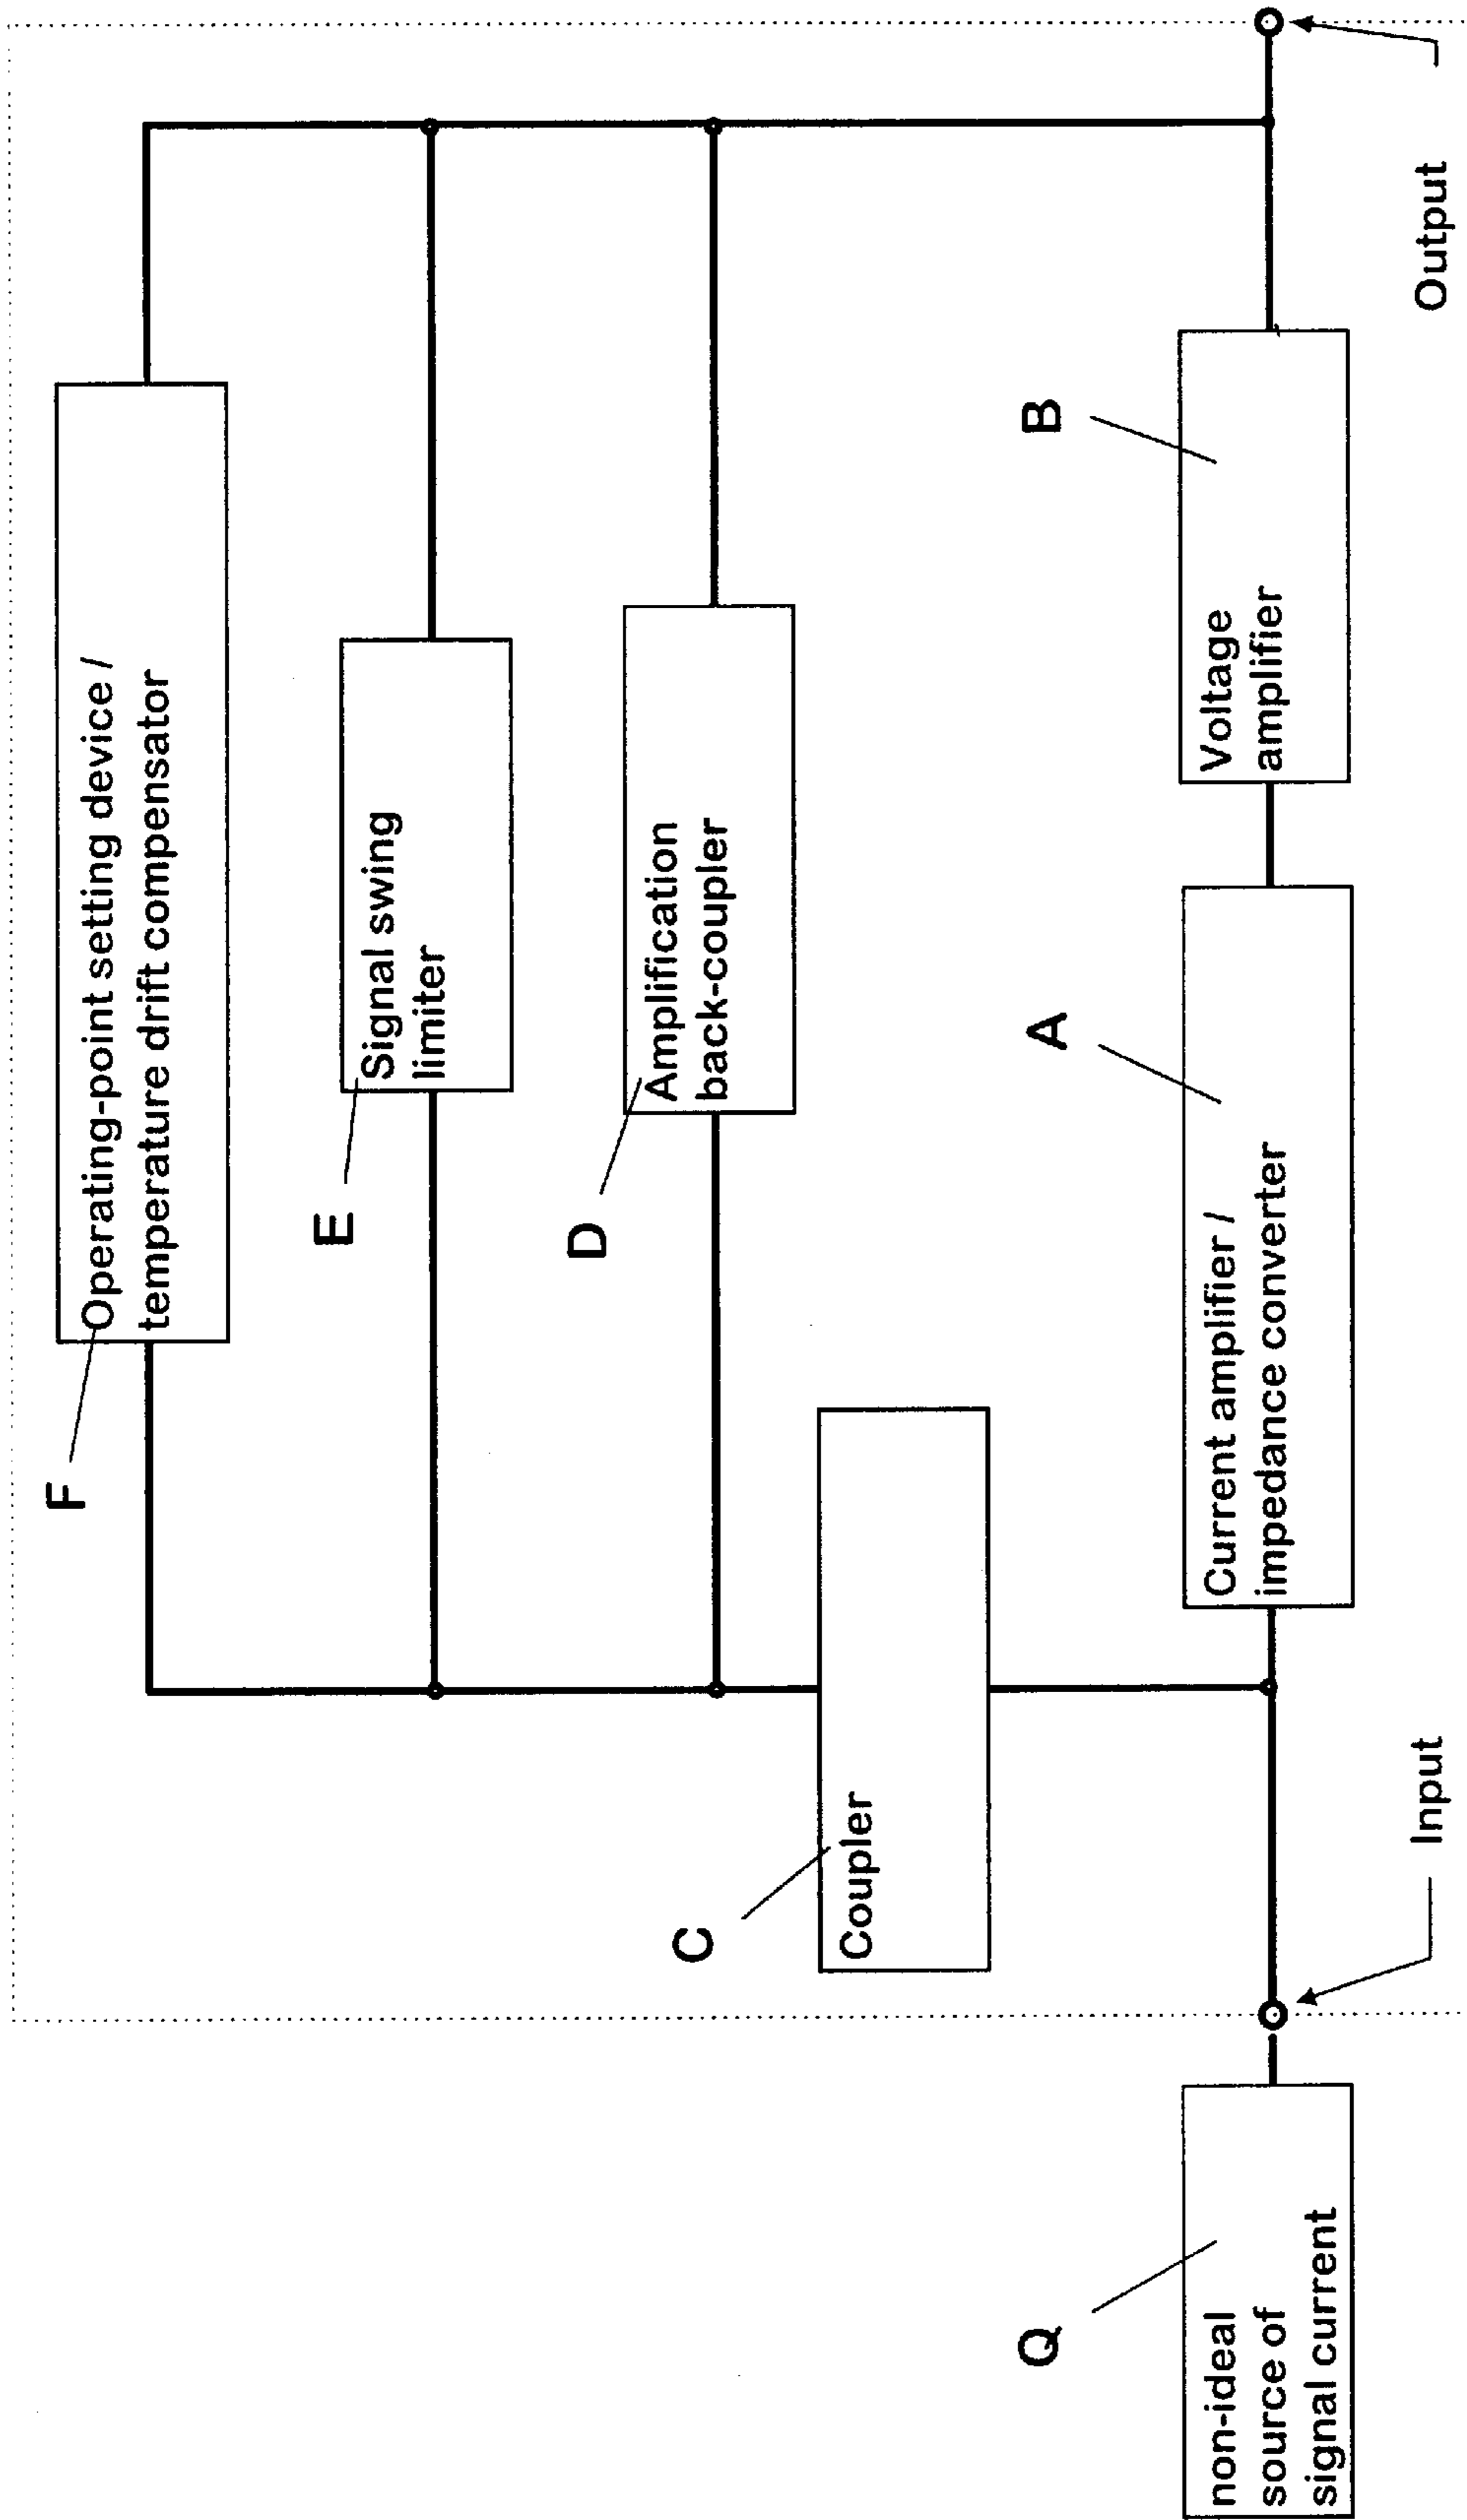 F
Operating-point setting device /
temperature drift compensator
E
Signal swing
limiter
D
Amplification
back-coupler
C
Coupler
Q
non-ideal
source of
signal current
A
Current amplifier /
impedance converter
B
Voltage
amplifier
Input
Output